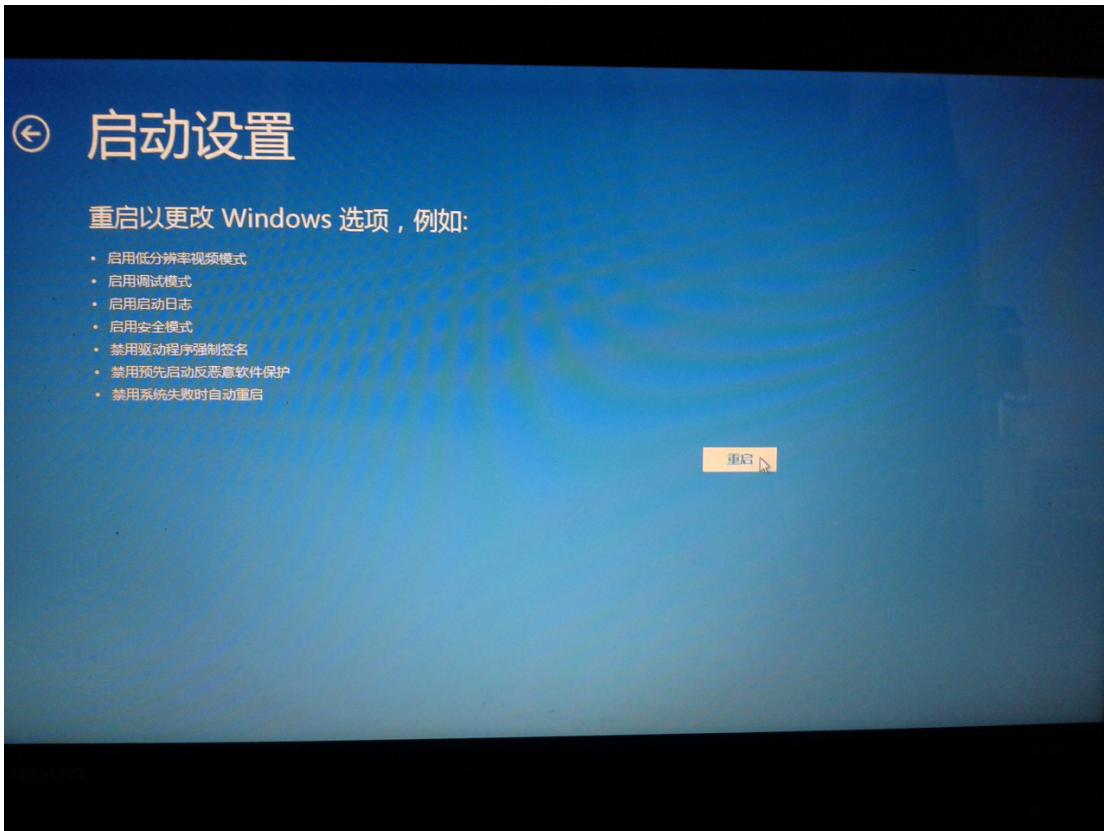 启动设置
重启以更改 Windows 选项，例如:
• 启用低分辨率视频模式
• 启用调试模式
• 启用启动日志
• 启用安全模式
• 禁用驱动程序强制签名
• 禁用预先启动反恶意软件保护
• 禁用系统失败时自动重启
重启